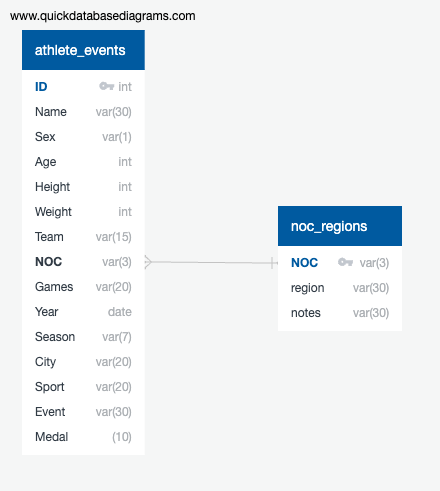 www.quickdatabasediagrams.com
athlete_events
ID int
Name var(30)
Sex var(1)
Age int
Height int
Weight int
Team var(15)
NOC var(3)
Games var(20)
Year date
Season var(7)
City var(20)
Sport var(20)
Event var(30)
Medal (10)
noc_regions
NOC var(3)
region var(30)
notes var(30)